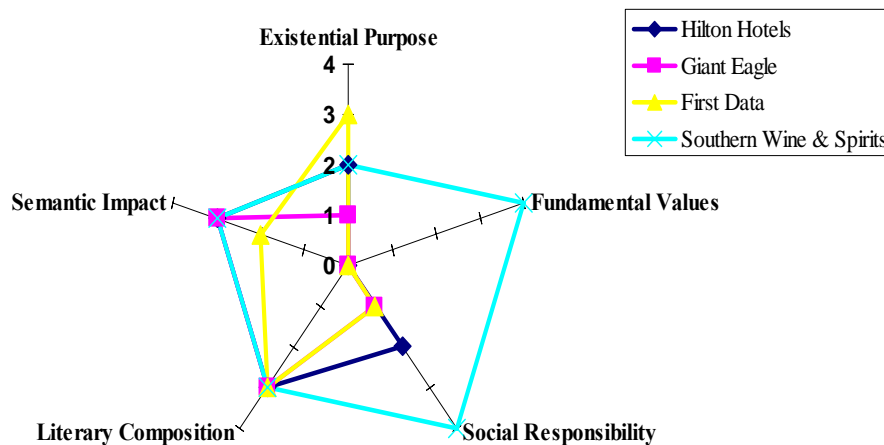 Existential Purpose
Hilton Hotels
Giant Eagle
First Data
Southern Wine & Spirits
4
3
2
1
0
Semantic Impact
Fundamental Values
Literary Composition
Social Responsibility